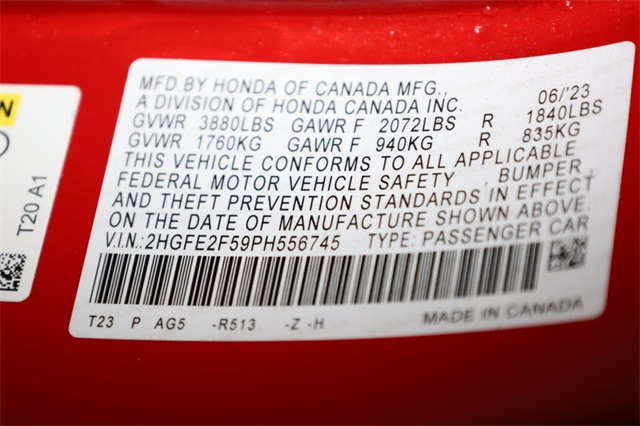 MFD.BY HONDA OF CANADA MFG.,
A DIVISION OF HONDA CANADA INC. 06/'23
GVWR 3880LBS GAWR F 2072LBS R 1840LBS
GVWR 1760KG GAWR F 940KG R 835KG
THIS VEHICLE CONFORMS TO ALL APPLICABLE
FEDERAL MOTOR VEHICLE SAFETY , BUMPER ,
AND THEFT PREVENTION STANDARDS IN EFFECT
ON THE DATE OF MANUFACTURE SHOWN ABOVE.
V.I.N.:2HGFE2F59PH556745 TYPE: PASSENGER CAR
T23 P AG5 -R513 -Z -H MADE IN CANADA
T20 A1